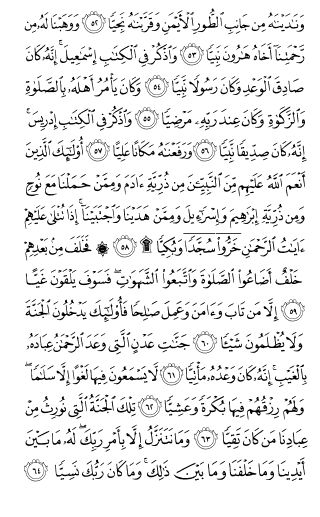 وَنَٰدَيْنَٰهُ مِن جَانِبِ ٱلطُّورِ ٱلْأَيْمَنِ وَقَرَّبْنَٰهُ نَجِيًّا ٥٢ وَوَهَبْنَا لَهُۥ مِن
رَّحْمَتِنَآ أَخَاهُ هَٰرُونَ نَبِيًّا ٥٣ وَٱذْكُرْ فِى ٱلْكِتَٰبِ إِسْمَٰعِيلَ ۚ إِنَّهُۥ كَانَ
صَادِقَ ٱلْوَعْدِ وَكَانَ رَسُولًا نَّبِيًّا ٥٤ وَكَانَ يَأْمُرُ أَهْلَهُۥ بِٱلصَّلَوٰةِ
وَٱلزَّكَوٰةِ وَكَانَ عِندَ رَبِّهِۦ مَرْضِيًّا ٥٥ وَٱذْكُرْ فِى ٱلْكِتَٰبِ إِدْرِيسَ ۚ
إِنَّهُۥ كَانَ صِدِّيقًا نَّبِيًّا ٥٦ وَرَفَعْنَٰهُ مَكَانًا عَلِيًّا ٥٧ أُو۟لَٰٓئِكَ ٱلَّذِينَ
أَنْعَمَ ٱللَّهُ عَلَيْهِم مِّنَ ٱلنَّبِيِّـۧنَ مِن ذُرِّيَّةِ ءَادَمَ وَمِمَّنْ حَمَلْنَا مَعَ نُوحٍ
وَمِن ذُرِّيَّةِ إِبْرَٰهِيمَ وَإِسْرَٰٓءِيلَ وَمِمَّنْ هَدَيْنَا وَٱجْتَبَيْنَآ ۚ إِذَا تُتْلَىٰ عَلَيْهِمْ
ءَايَٰتُ ٱلرَّحْمَٰنِ خَرُّوا۟ سُجَّدًا وَبُكِيًّا ۩ ٥٨ ۞ فَخَلَفَ مِنۢ بَعْدِهِمْ
خَلْفٌ أَضَاعُوا۟ ٱلصَّلَوٰةَ وَٱتَّبَعُوا۟ ٱلشَّهَوَٰتِ ۖ فَسَوْفَ يَلْقَوْنَ غَيًّا
٥٩ إِلَّا مَن تَابَ وَءَامَنَ وَعَمِلَ صَٰلِحًا فَأُو۟لَٰٓئِكَ يَدْخُلُونَ ٱلْجَنَّةَ
وَلَا يُظْلَمُونَ شَيْـًٔا ٦٠ جَنَّٰتِ عَدْنٍ ٱلَّتِى وَعَدَ ٱلرَّحْمَٰنُ عِبَادَهُۥ
بِٱلْغَيْبِ ۚ إِنَّهُۥ كَانَ وَعْدُهُۥ مَأْتِيًّا ٦١ لَّا يَسْمَعُونَ فِيهَا لَغْوًا إِلَّا سَلَٰمًا ۖ
وَلَهُمْ رِزْقُهُمْ فِيهَا بُكْرَةً وَعَشِيًّا ٦٢ تِلْكَ ٱلْجَنَّةُ ٱلَّتِى نُورِثُ مِنْ
عِبَادِنَا مَن كَانَ تَقِيًّا ٦٣ وَمَا نَتَنَزَّلُ إِلَّا بِأَمْرِ رَبِّكَ ۖ لَهُۥ مَا بَيْنَ
أَيْدِينَا وَمَا خَلْفَنَا وَمَا بَيْنَ ذَٰلِكَ ۚ وَمَا كَانَ رَبُّكَ نَسِيًّا ٦٤